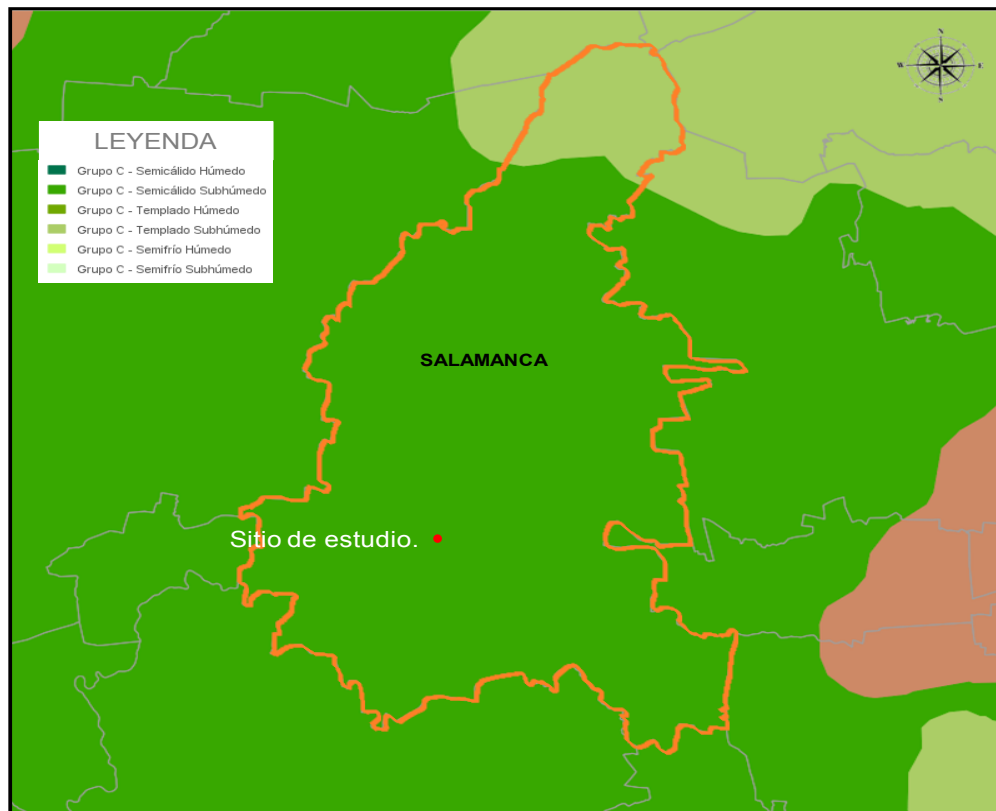 N
W E
S
LEYENDA
Grupo C - Semicálido Húmedo
Grupo C - Semicálido Subhúmedo
Grupo C - Templado Húmedo
Grupo C - Templado Subhúmedo
Grupo C - Semifrío Húmedo
Grupo C - Semifrío Subhúmedo
SALAMANCA
Sitio de estudio.